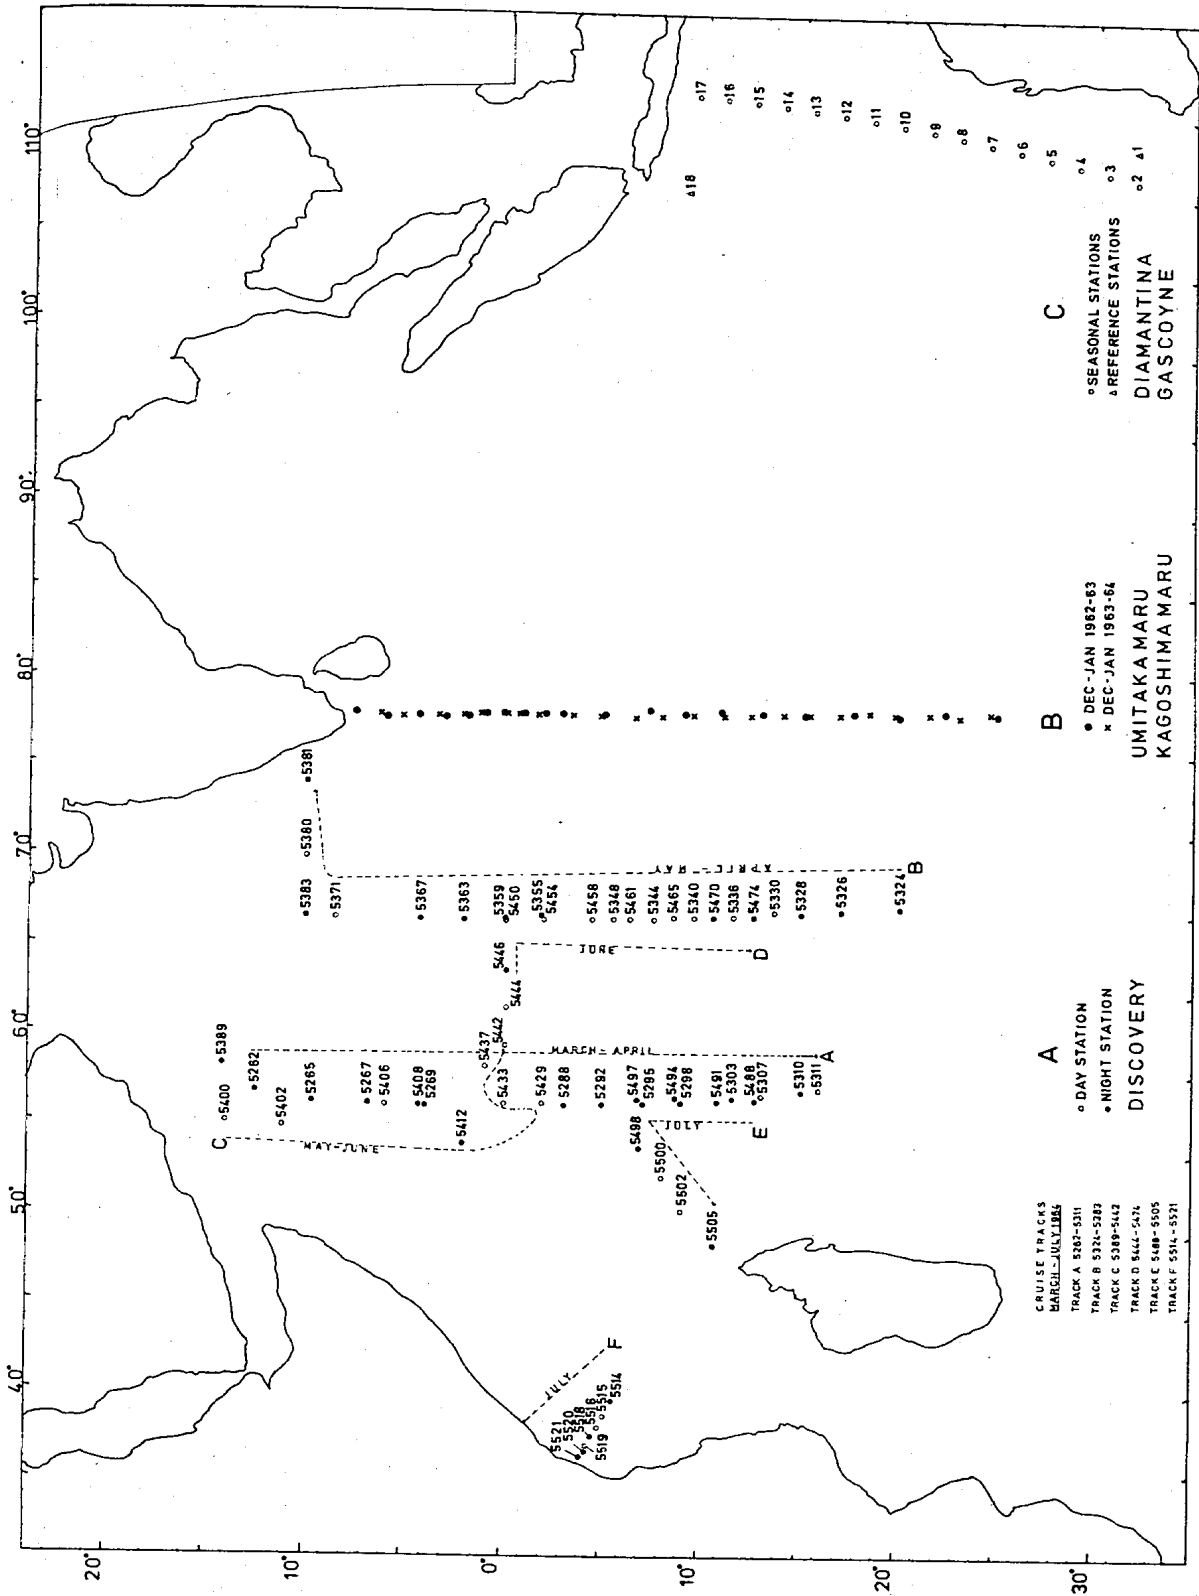 40°
50°
60°
70°
80°
90°
100°
110°
20°
10°
0°
10°
20°
30°
5400
5389
5262
5402
5265
5267
5406
5408
5269
5412
5437
5442
5444
5446
5433
5429
5288
5292
5497
5295
5494
5298
5491
5303
5488
5307
5310
5311
5498
5500
5502
5505
C
MAY-JUNE
MARCH-APRIL
A
JULY
E
JUNE
D
APRIL - MAY
B
5380
5381
5383
5371
5367
5363
5359
5450
5355
5454
5458
5348
5461
5344
5465
5340
5470
5336
5474
5330
5328
5326
5324
5521
5520
5518
5516
5515
5514
5519
JULY
F
17
16
15
14
13
12
11
10
9
8
7
6
5
4
3
2
1
18
CRUISE TRACKS
MARCH-JULY 1964
TRACK A 5262-5311
TRACK B 5324-5383
TRACK C 5389-5442
TRACK D 5444-5474
TRACK E 5488-5505
TRACK F 5514-5521
A
DAY STATION
NIGHT STATION
DISCOVERY
B
DEC-JAN 1962-63
× DEC-JAN 1963-64
UMITAKAMARU
KAGOSHIMAMARU
C
SEASONAL STATIONS
REFERENCE STATIONS
DIAMANTINA
GASCOYNE